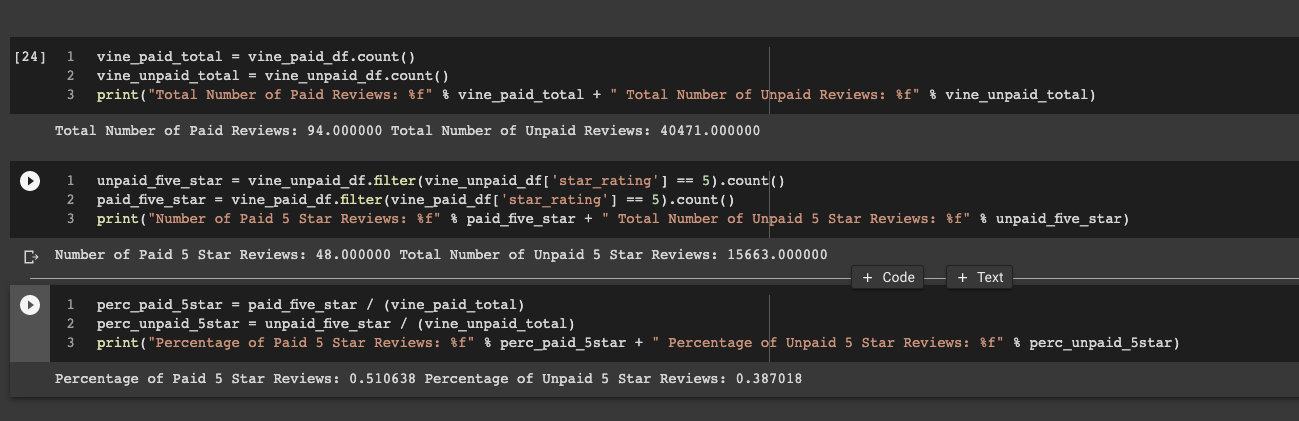 [24] 1 vine_paid_total = vine_paid_df.count()
2 vine_unpaid_total = vine_unpaid_df.count()
3 print("Total Number of Paid Reviews: %f" % vine_paid_total + " Total Number of Unpaid Reviews: %f" % vine_unpaid_total)
Total Number of Paid Reviews: 94.000000 Total Number of Unpaid Reviews: 40471.000000
1 unpaid_five_star = vine_unpaid_df.filter(vine_unpaid_df['star_rating'] == 5).count()
2 paid_five_star = vine_paid_df.filter(vine_paid_df['star_rating'] == 5).count()
3 print("Number of Paid 5 Star Reviews: %f" % paid_five_star + " Total Number of Unpaid 5 Star Reviews: %f" % unpaid_five_star)
Number of Paid 5 Star Reviews: 48.000000 Total Number of Unpaid 5 Star Reviews: 15663.000000
+ Code + Text
1 perc_paid_5star = paid_five_star / (vine_paid_total)
2 perc_unpaid_5star = unpaid_five_star / (vine_unpaid_total)
3 print("Percentage of Paid 5 Star Reviews: %f" % perc_paid_5star + " Percentage of Unpaid 5 Star Reviews: %f" % perc_unpaid_5star)
Percentage of Paid 5 Star Reviews: 0.510638 Percentage of Unpaid 5 Star Reviews: 0.387018